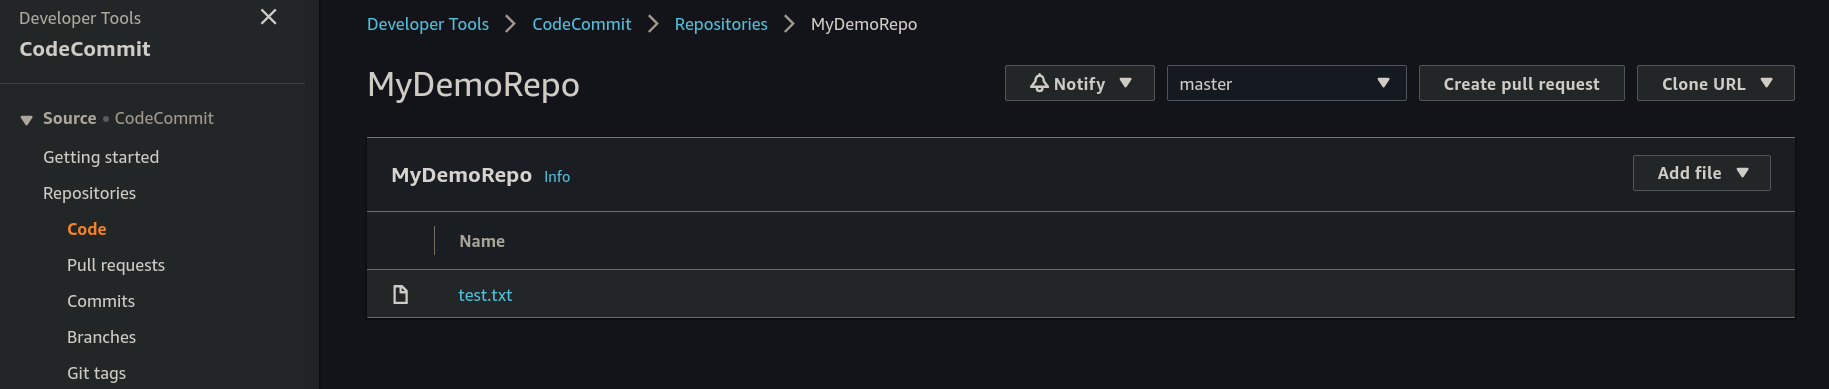 Developer Tools
CodeCommit
Source • CodeCommit
Getting started
Repositories
Code
Pull requests
Commits
Branches
Git tags
Developer Tools > CodeCommit > Repositories > MyDemoRepo
MyDemoRepo
Notify
master
Create pull request
Clone URL
MyDemoRepo Info
Add file
Name
test.txt